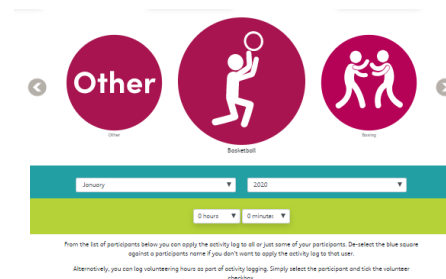 Other
Other
Basketball
Boxing
January
2020
0 hours
0 minutes
From the list of participants below you can apply the activity log to all or just some of your participants. De-select the blue square
against a participants name if you don't want to apply the activity log to that user.
Alternatively, you can log volunteering hours as part of activity logging. Simply select the participant and tick the volunteer
checkbox